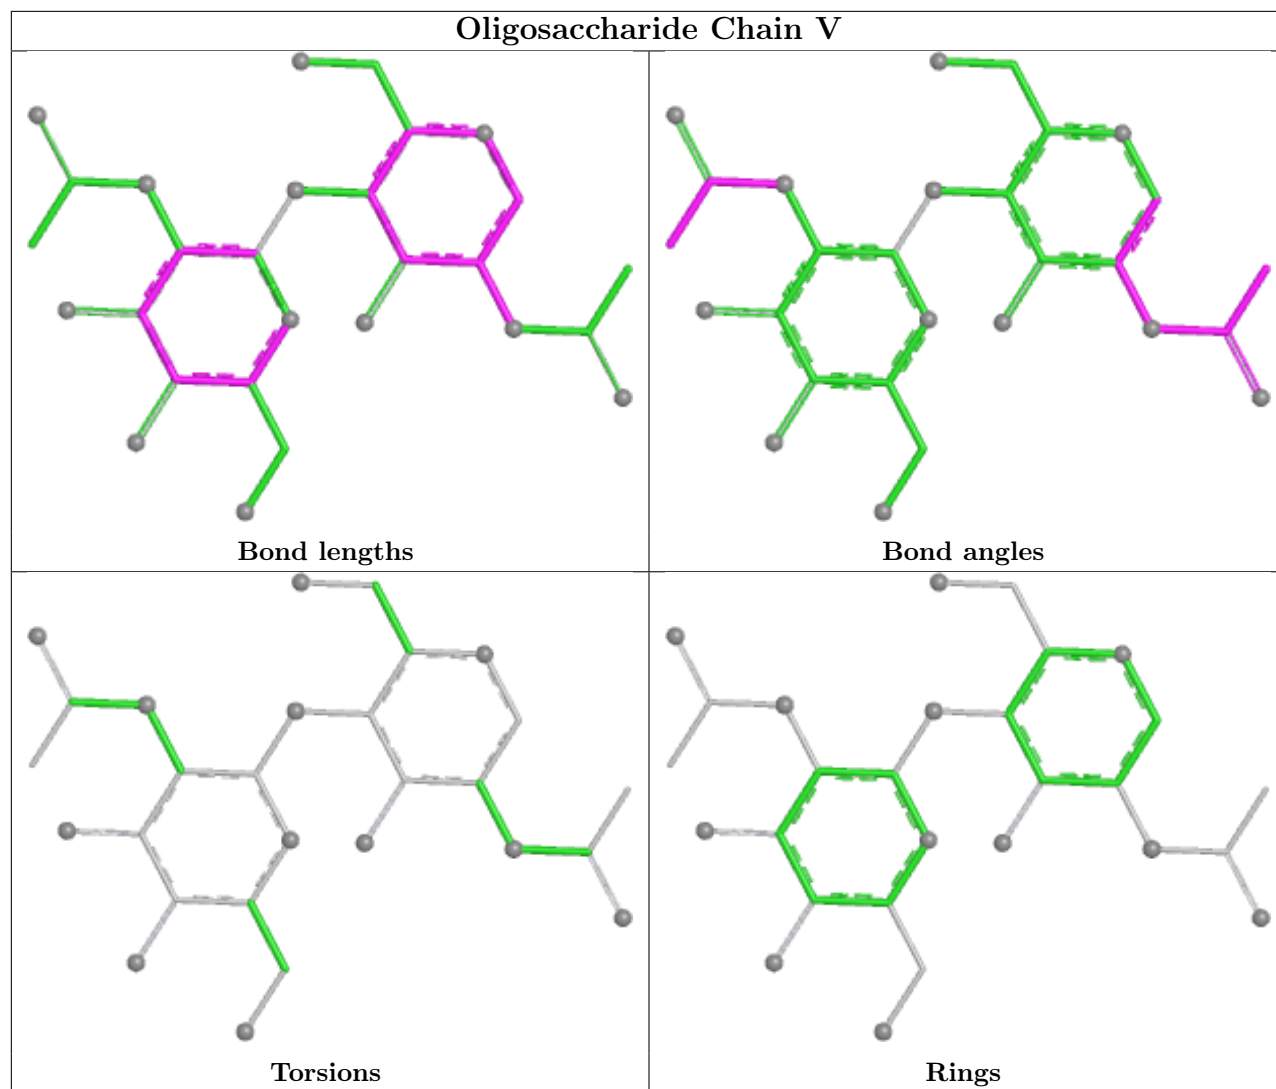 Oligosaccharide Chain V
Bond lengths
Bond angles
Torsions
Rings